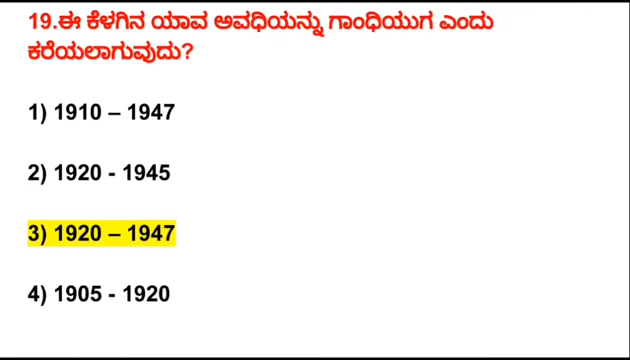 19.ಈ ಕೆಳಗಿನ ಯಾವ ಅವಧಿಯನ್ನು ಗಾಂಧಿಯುಗ ಎಂದು
ಕರೆಯಲಾಗುವುದು?
1) 1910 – 1947
2) 1920 - 1945
3) 1920 – 1947
4) 1905 - 1920